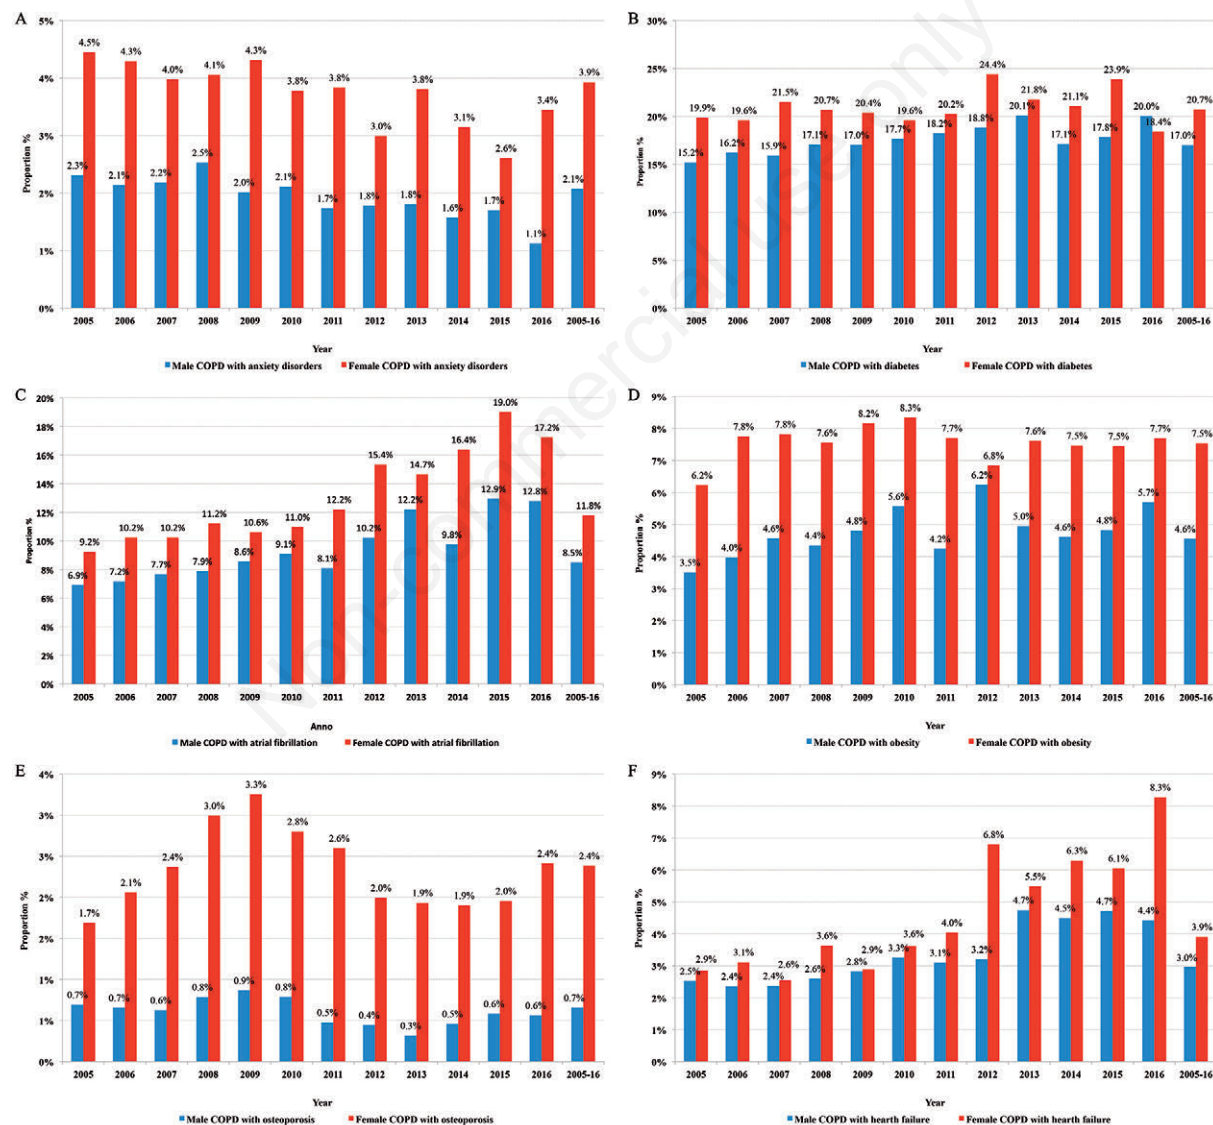 A
5%
4%
3%
2%
1%
0%
Proportion %
4.5% 4.3% 4.0% 4.1% 4.3% 3.8% 3.8% 3.0% 3.8% 3.1% 2.6% 3.4% 3.9%
2.3% 2.1% 2.2% 2.5% 2.0% 2.1% 1.7% 1.8% 1.8% 1.6% 1.7% 1.1% 2.1%
2005 2006 2007 2008 2009 2010 2011 2012 2013 2014 2015 2016 2005-16
Year
Male COPD with anxiety disorders Female COPD with anxiety disorders
B
30%
25%
20%
15%
10%
5%
0%
Proportion %
19.9% 19.6% 21.5% 20.7% 20.4% 19.6% 20.2% 24.4% 21.8% 21.1% 23.9% 18.4% 20.7%
15.2% 16.2% 15.9% 17.1% 17.0% 17.7% 18.2% 18.8% 20.1% 17.1% 17.8% 20.0% 17.0%
2005 2006 2007 2008 2009 2010 2011 2012 2013 2014 2015 2016 2005-16
Year
Male COPD with diabetes Female COPD with diabetes
C
20%
18%
16%
14%
12%
10%
8%
6%
4%
2%
0%
Proportion %
9.2% 10.2% 10.2% 11.2% 10.6% 11.0% 12.2% 15.4% 14.7% 16.4% 19.0% 17.2% 11.8%
6.9% 7.2% 7.7% 7.9% 8.6% 9.1% 8.1% 10.2% 12.2% 9.8% 12.9% 12.8% 8.5%
2005 2006 2007 2008 2009 2010 2011 2012 2013 2014 2015 2016 2005-16
Anno
Male COPD with atrial fibrillation Female COPD with atrial fibrillation
D
9%
8%
7%
6%
5%
4%
3%
2%
1%
0%
Proportion %
6.2% 7.8% 7.8% 7.6% 8.2% 8.3% 7.7% 6.8% 7.6% 7.5% 7.5% 7.7% 7.5%
3.5% 4.0% 4.6% 4.4% 4.8% 5.6% 4.2% 6.2% 5.0% 4.6% 4.8% 5.7% 4.6%
2005 2006 2007 2008 2009 2010 2011 2012 2013 2014 2015 2016 2005-16
Year
Male COPD with obesity Female COPD with obesity
E
4%
3%
3%
2%
2%
1%
1%
0%
Proportion %
1.7% 2.1% 2.4% 3.0% 3.3% 2.8% 2.6% 2.0% 1.9% 1.9% 2.0% 2.4% 2.4%
0.7% 0.7% 0.6% 0.8% 0.9% 0.8% 0.5% 0.4% 0.3% 0.5% 0.6% 0.6% 0.7%
2005 2006 2007 2008 2009 2010 2011 2012 2013 2014 2015 2016 2005-16
Year
Male COPD with osteoporosis Female COPD with osteoporosis
F
9%
8%
7%
6%
5%
4%
3%
2%
1%
0%
Proportion %
2.9% 3.1% 2.6% 3.6% 2.9% 3.6% 4.0% 6.8% 5.5% 6.3% 6.1% 8.3% 3.9%
2.5% 2.4% 2.4% 2.6% 2.8% 3.3% 3.1% 3.2% 4.7% 4.5% 4.7% 4.4% 3.0%
2005 2006 2007 2008 2009 2010 2011 2012 2013 2014 2015 2016 2005-16
Year
Male COPD with hearth failure Female COPD with hearth failure
Non-commercial use only